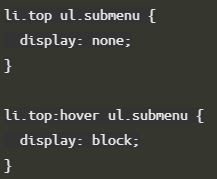 li.top ul.submenu {
  display: none;
}

li.top:hover ul.submenu {
  display: block;
}